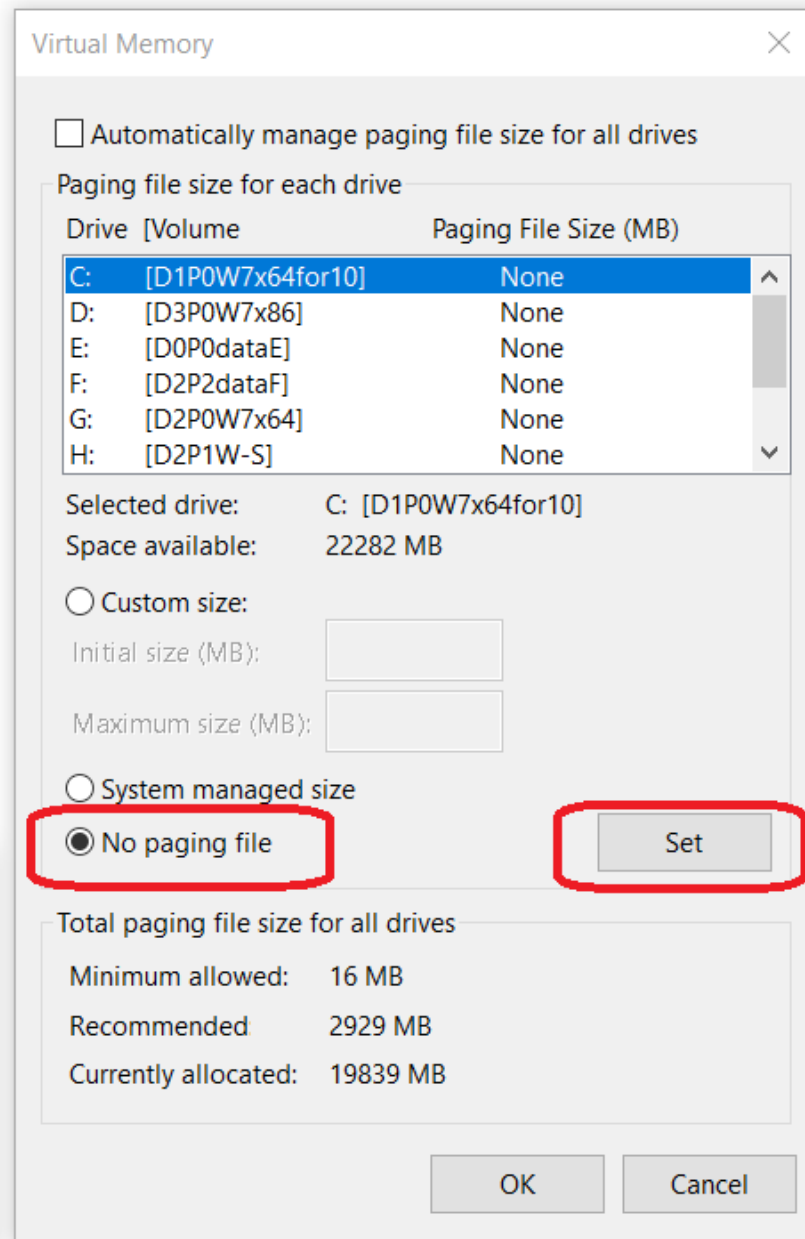 Virtual Memory
Automatically manage paging file size for all drives
Paging file size for each drive
Drive [Volume Paging File Size (MB)
C: [D1P0W7x64for10] None
D: [D3P0W7x86] None
E: [D0P0dataE] None
F: [D2P2dataF] None
G: [D2P0W7x64] None
H: [D2P1W-S] None
Selected drive: C: [D1P0W7x64for10]
Space available: 22282 MB
Custom size:
Initial size (MB):
Maximum size (MB):
System managed size
No paging file Set
Total paging file size for all drives
Minimum allowed: 16 MB
Recommended 2929 MB
Currently allocated: 19839 MB
OK Cancel